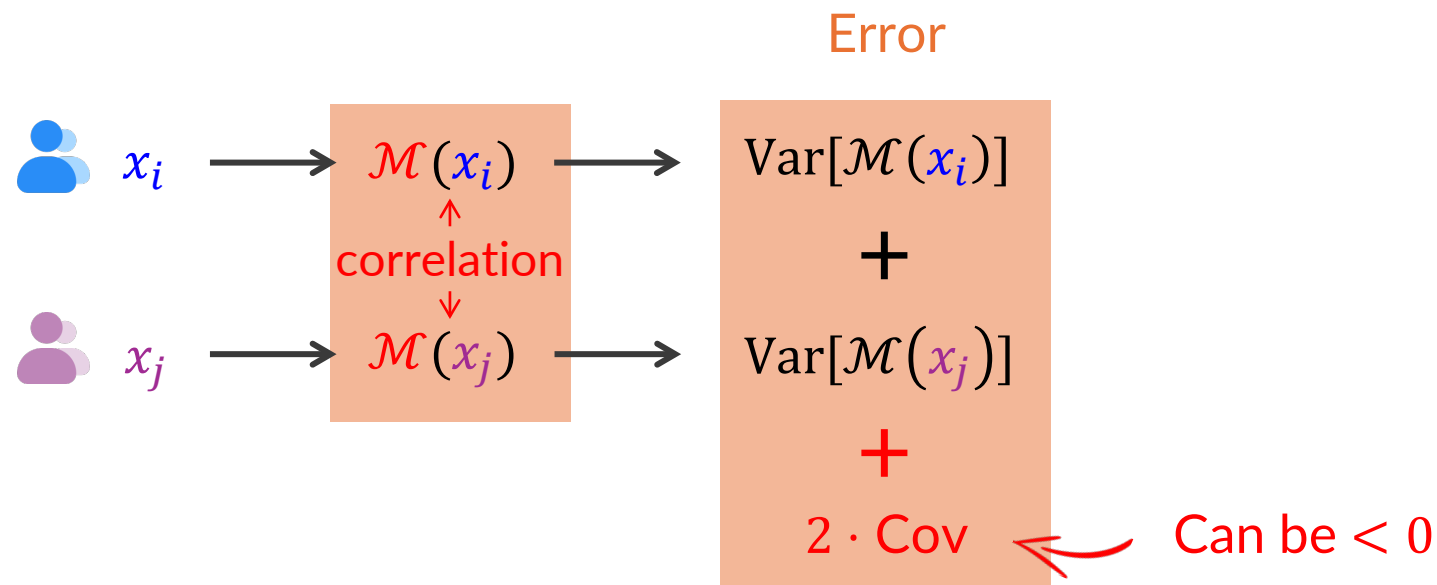 Error
𝑥ᵢ
ℳ(𝑥ᵢ)
Var[ℳ(𝑥ᵢ)]
correlation
+
𝑥ⱼ
ℳ(𝑥ⱼ)
Var[ℳ(𝑥ⱼ)]
+
2 · Cov
Can be < 0